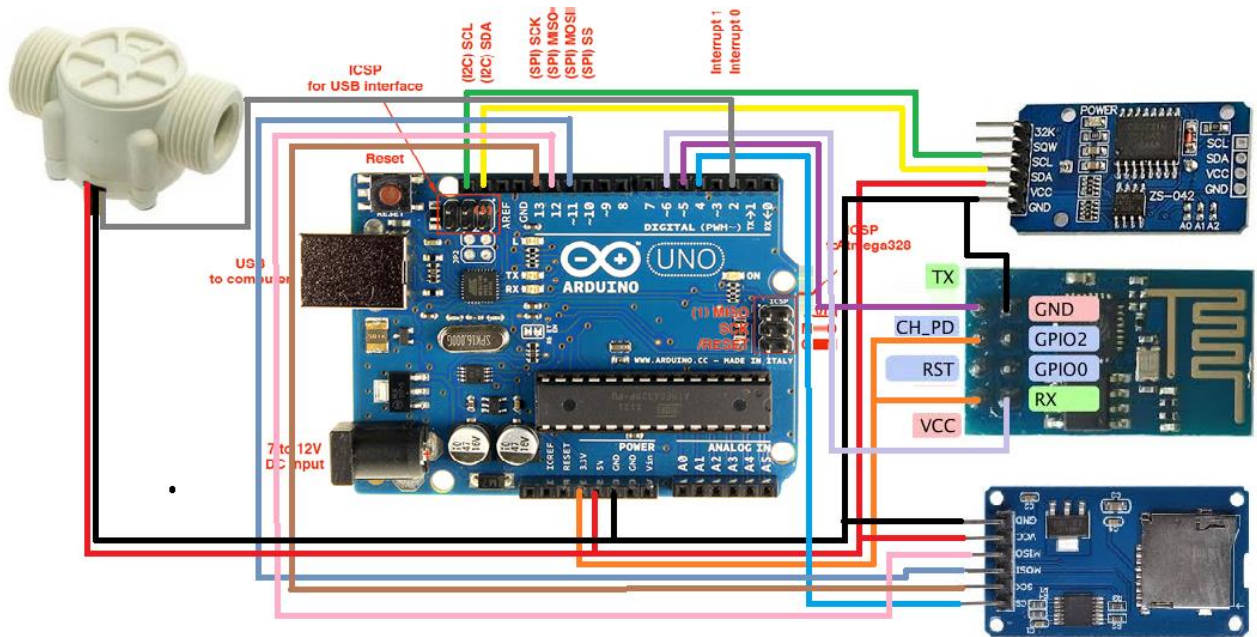 (I2C) SCL
(I2C) SDA
(SPI) SCK
(SPI) MISO
(SPI) MOSI
(SPI) SS
Interrupt 1
Interrupt 0
ICSP
for USB interface
Reset
RESET
AREF
GND
13
12
~11
~10
~9
8
7
~6
~5
4
~3
2
TX→1
RX←0
DIGITAL (PWM~)
ICSP
Atmega328
USB
to computer
JP2
TX
RX
ARDUINO
UNO
ON
ICSP
(1) MISO
SCK
/RESET
SPK16.000G
WWW.ARDUINO.CC - MADE IN ITALY
7 to 12V
DC input
POWER
ANALOG IN
RESET
3.3V
5V
GND
GND
Vin
A0
A1
A2
A3
A4
A5
POWER
32K
SQW
SCL
SDA
VCC
GND
SCL
SDA
VCC
GND
ZS-042
A0 A1 A2
TX
CH_PD
RST
VCC
GND
GPIO2
GPIO0
RX
GND
VCC
MISO
MOSI
SCK
CS